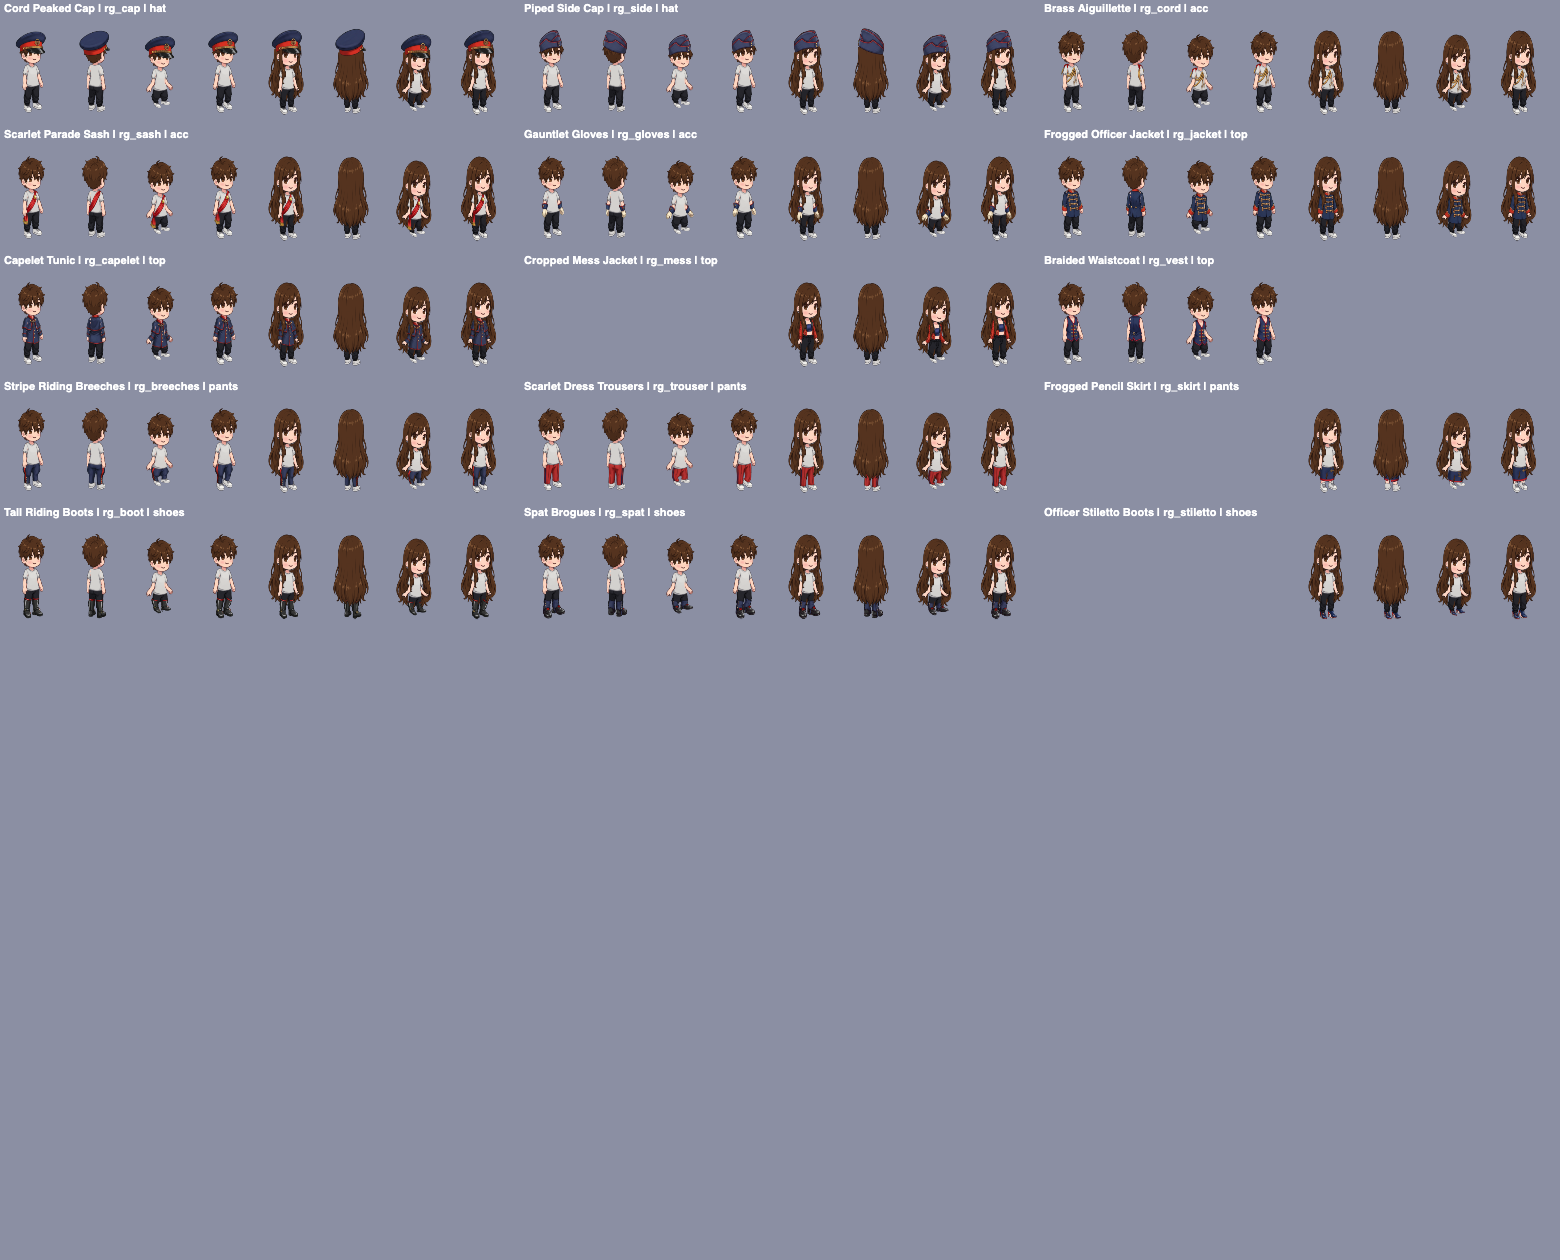 Cord Peaked Cap | rg_cap | hat
Piped Side Cap | rg_side | hat
Brass Aiguillette | rg_cord | acc
Scarlet Parade Sash | rg_sash | acc
Gauntlet Gloves | rg_gloves | acc
Frogged Officer Jacket | rg_jacket | top
Capelet Tunic | rg_capelet | top
Cropped Mess Jacket | rg_mess | top
Braided Waistcoat | rg_vest | top
Stripe Riding Breeches | rg_breeches | pants
Scarlet Dress Trousers | rg_trouser | pants
Frogged Pencil Skirt | rg_skirt | pants
Tall Riding Boots | rg_boot | shoes
Spat Brogues | rg_spat | shoes
Officer Stiletto Boots | rg_stiletto | shoes